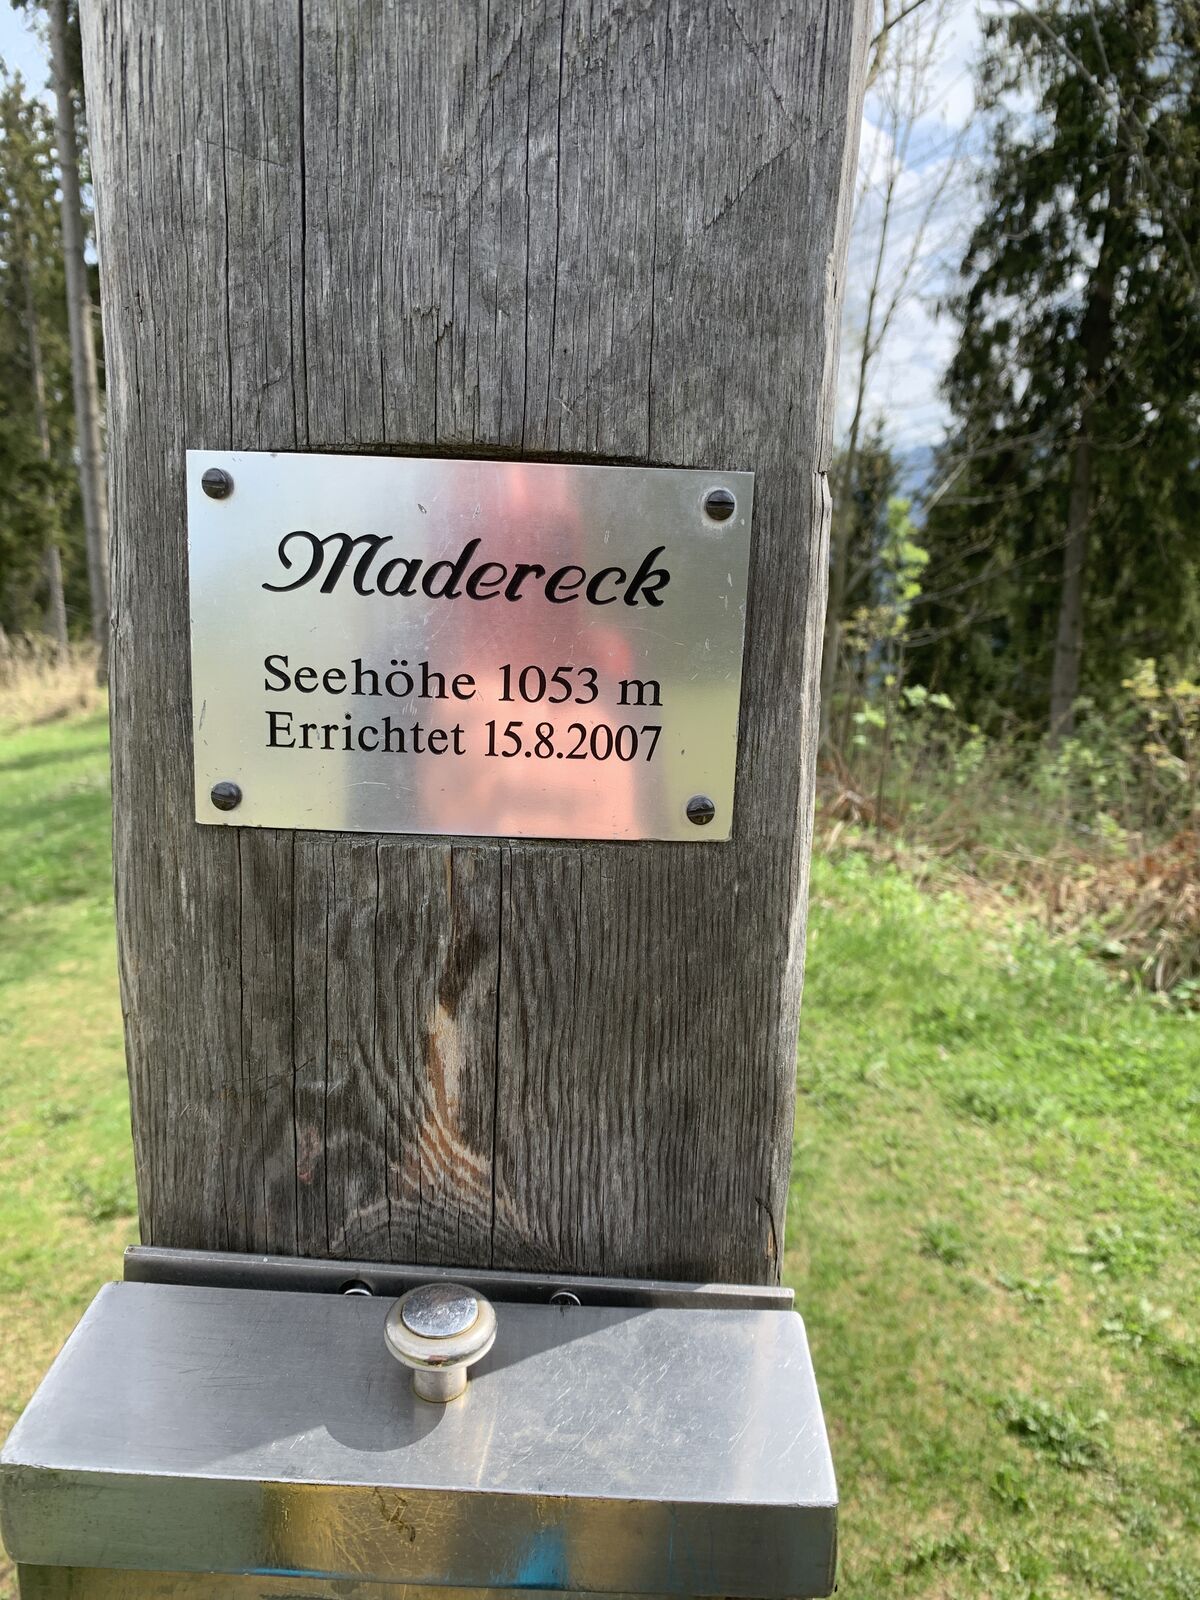 Madereck
Seehöhe 1053 m
Errichtet 15.8.2007